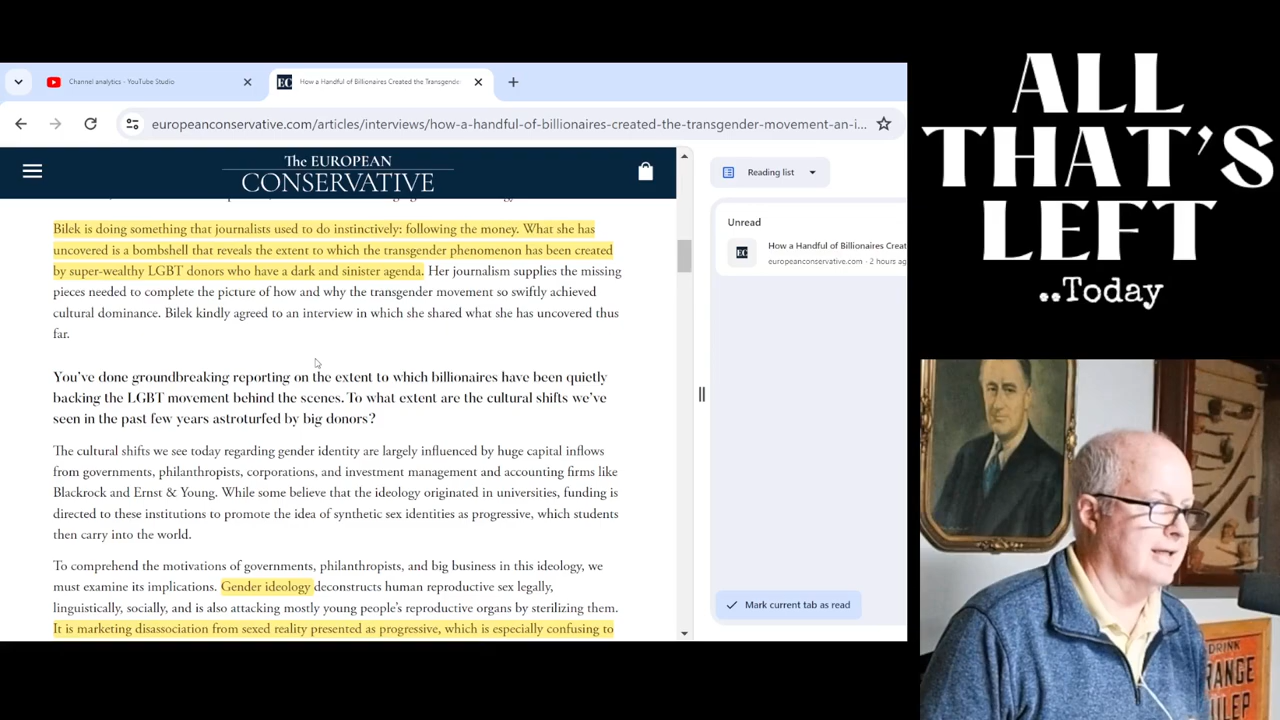 Channel analytics - YouTube Studio
EC
How a Handful of Billionaires Created the Transgende
europeanconservative.com/articles/interviews/how-a-handful-of-billionaires-created-the-transgender-movement-an-i...
The EUROPEAN
CONSERVATIVE
Bilek is doing something that journalists used to do instinctively: following the money. What she has
uncovered is a bombshell that reveals the extent to which the transgender phenomenon has been created
by super-wealthy LGBT donors who have a dark and sinister agenda. Her journalism supplies the missing
pieces needed to complete the picture of how and why the transgender movement so swiftly achieved
cultural dominance. Bilek kindly agreed to an interview in which she shared what she has uncovered thus
far.
You've done groundbreaking reporting on the extent to which billionaires have been quietly
backing the LGBT movement behind the scenes. To what extent are the cultural shifts we've
seen in the past few years astroturfed by big donors?
The cultural shifts we see today regarding gender identity are largely influenced by huge capital inflows
from governments, philanthropists, corporations, and investment management and accounting firms like
Blackrock and Ernst & Young. While some believe that the ideology originated in universities, funding is
directed to these institutions to promote the idea of synthetic sex identities as progressive, which students
then carry into the world.
To comprehend the motivations of governments, philanthropists, and big business in this ideology, we
must examine its implications. Gender ideology deconstructs human reproductive sex legally,
linguistically, socially, and is also attacking mostly young people's reproductive organs by sterilizing them.
It is marketing disassociation from sexed reality presented as progressive, which is especially confusing to
Reading list
Unread
EC
How a Handful of Billionaires Creat
europeanconservative.com · 2 hours ag
Mark current tab as read
ALL
THAT'S
LEFT
..Today
DRINK
RANGE
ULEP